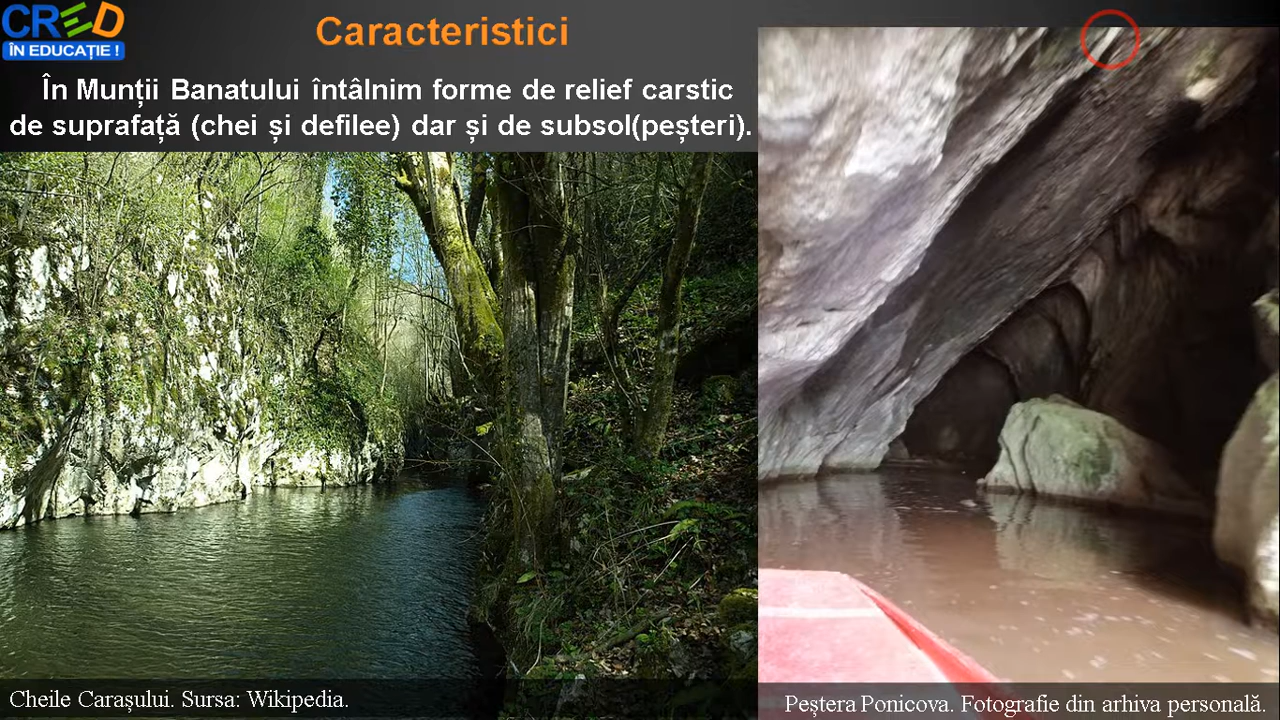 CRED
ÎN EDUCAȚIE !
Caracteristici
În Munții Banatului întâlnim forme de relief carstic
de suprafață (chei și defilee) dar și de subsol(peșteri).
Cheile Carașului. Sursa: Wikipedia.
Peștera Ponicova. Fotografie din arhiva personală.